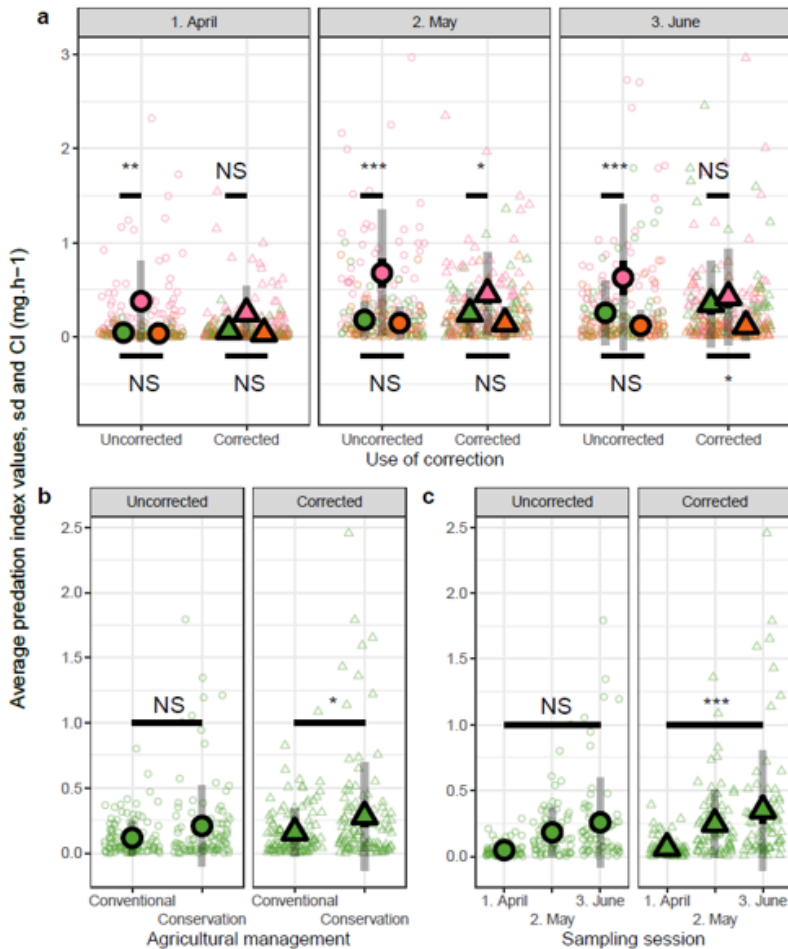 a
1. April 2. May 3. June
3
2
1
0
** NS *** * *** NS
NS NS NS NS NS *
Uncorrected Corrected Uncorrected Corrected Uncorrected Corrected
Use of correction
Average predation index values, sd and CI (mg.h−1)
b
Uncorrected Corrected
2.5
2.0
1.5
1.0
0.5
0.0
NS *
Conventional Conventional
Conservation Conservation
Agricultural management
c
Uncorrected Corrected
2.5
2.0
1.5
1.0
0.5
0.0
NS ***
1. April 3. June 1. April 3. June
2. May 2. May
Sampling session